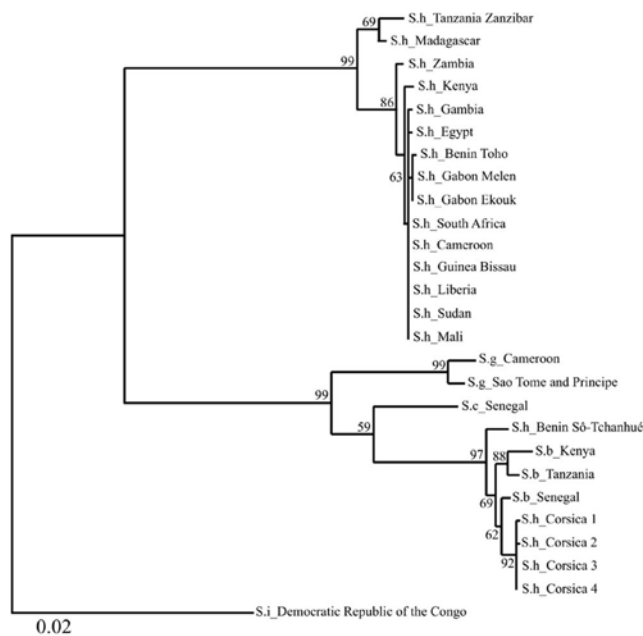 69
S.h_Tanzania Zanzibar
S.h_Madagascar
99
S.h_Zambia
86
S.h_Kenya
S.h_Gambia
S.h_Egypt
S.h_Benin Toho
63
S.h_Gabon Melen
S.h_Gabon Ekouk
S.h_South Africa
S.h_Cameroon
S.h_Guinea Bissau
S.h_Liberia
S.h_Sudan
S.h_Mali
99
S.g_Cameroon
S.g_Sao Tome and Principe
99
S.c_Senegal
59
S.h_Benin Sô-Tchanhué
97
88
S.b_Kenya
S.b_Tanzania
69
S.b_Senegal
62
S.h_Corsica 1
S.h_Corsica 2
92
S.h_Corsica 3
S.h_Corsica 4
S.i_Democratic Republic of the Congo
0.02